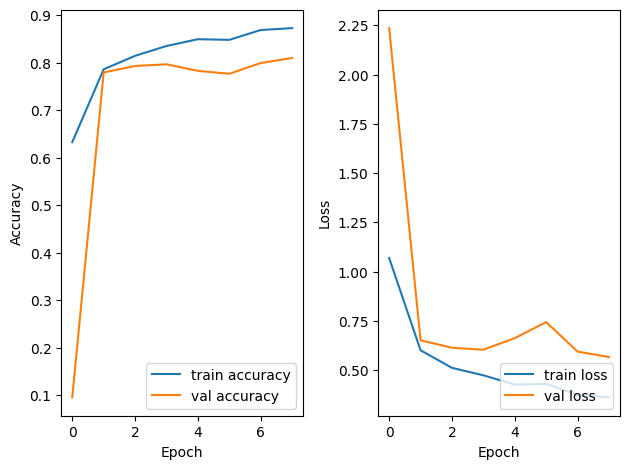 0.9
0.8
0.7
0.6
0.5
0.4
0.3
0.2
0.1
Accuracy
0 2 4 6
Epoch
train accuracy
val accuracy
2.25
2.00
1.75
1.50
1.25
1.00
0.75
0.50
Loss
0 2 4 6
Epoch
train loss
val loss